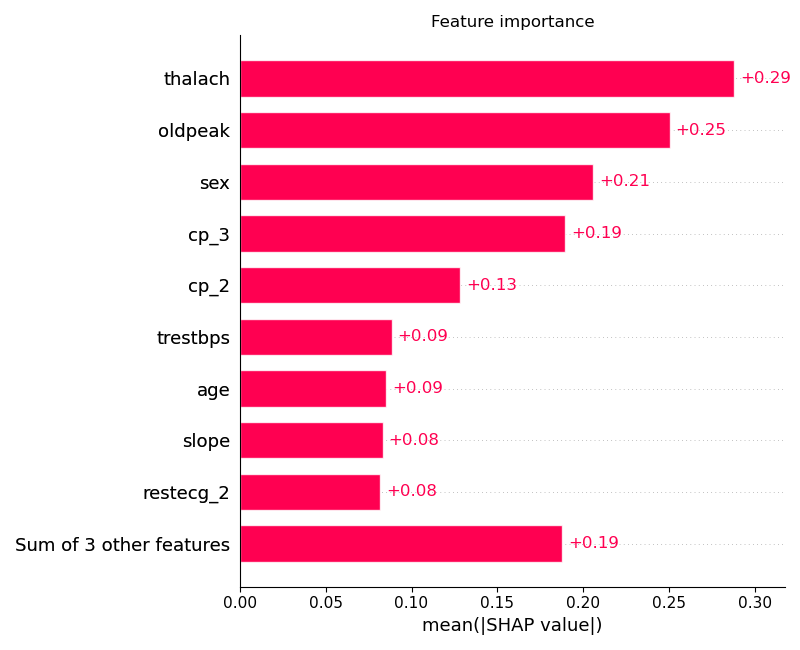 Feature importance
thalach +0.29
oldpeak +0.25
sex +0.21
cp_3 +0.19
cp_2 +0.13
trestbps +0.09
age +0.09
slope +0.08
restecg_2 +0.08
Sum of 3 other features +0.19
0.00 0.05 0.10 0.15 0.20 0.25 0.30
mean(|SHAP value|)